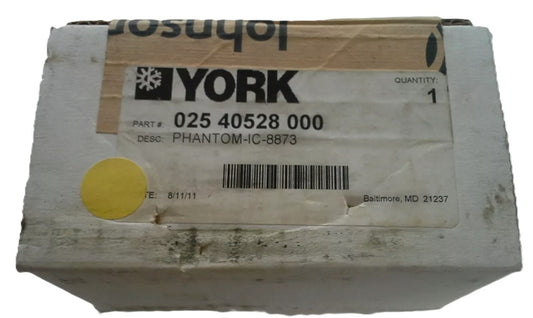 Johnson
YORK
QUANTITY:
1
PART #: 025 40528 000
DESC: PHANTOM-IC-8873
TE: 8/11/11
Baltimore, MD 21237